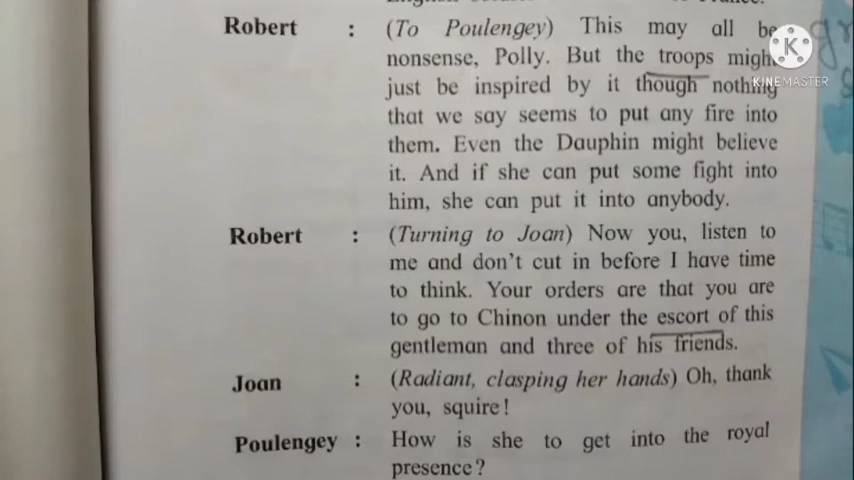 Robert : (To Poulengey) This may all be
nonsense, Polly. But the troops might
just be inspired by it though nothing
that we say seems to put any fire into
them. Even the Dauphin might believe
it. And if she can put some fight into
him, she can put it into anybody.
Robert : (Turning to Joan) Now you, listen to
me and don't cut in before I have time
to think. Your orders are that you are
to go to Chinon under the escort of this
gentleman and three of his friends.
Joan : (Radiant, clasping her hands) Oh, thank
you, squire!
Poulengey : How is she to get into the royal
presence?
K
KINEMASTER